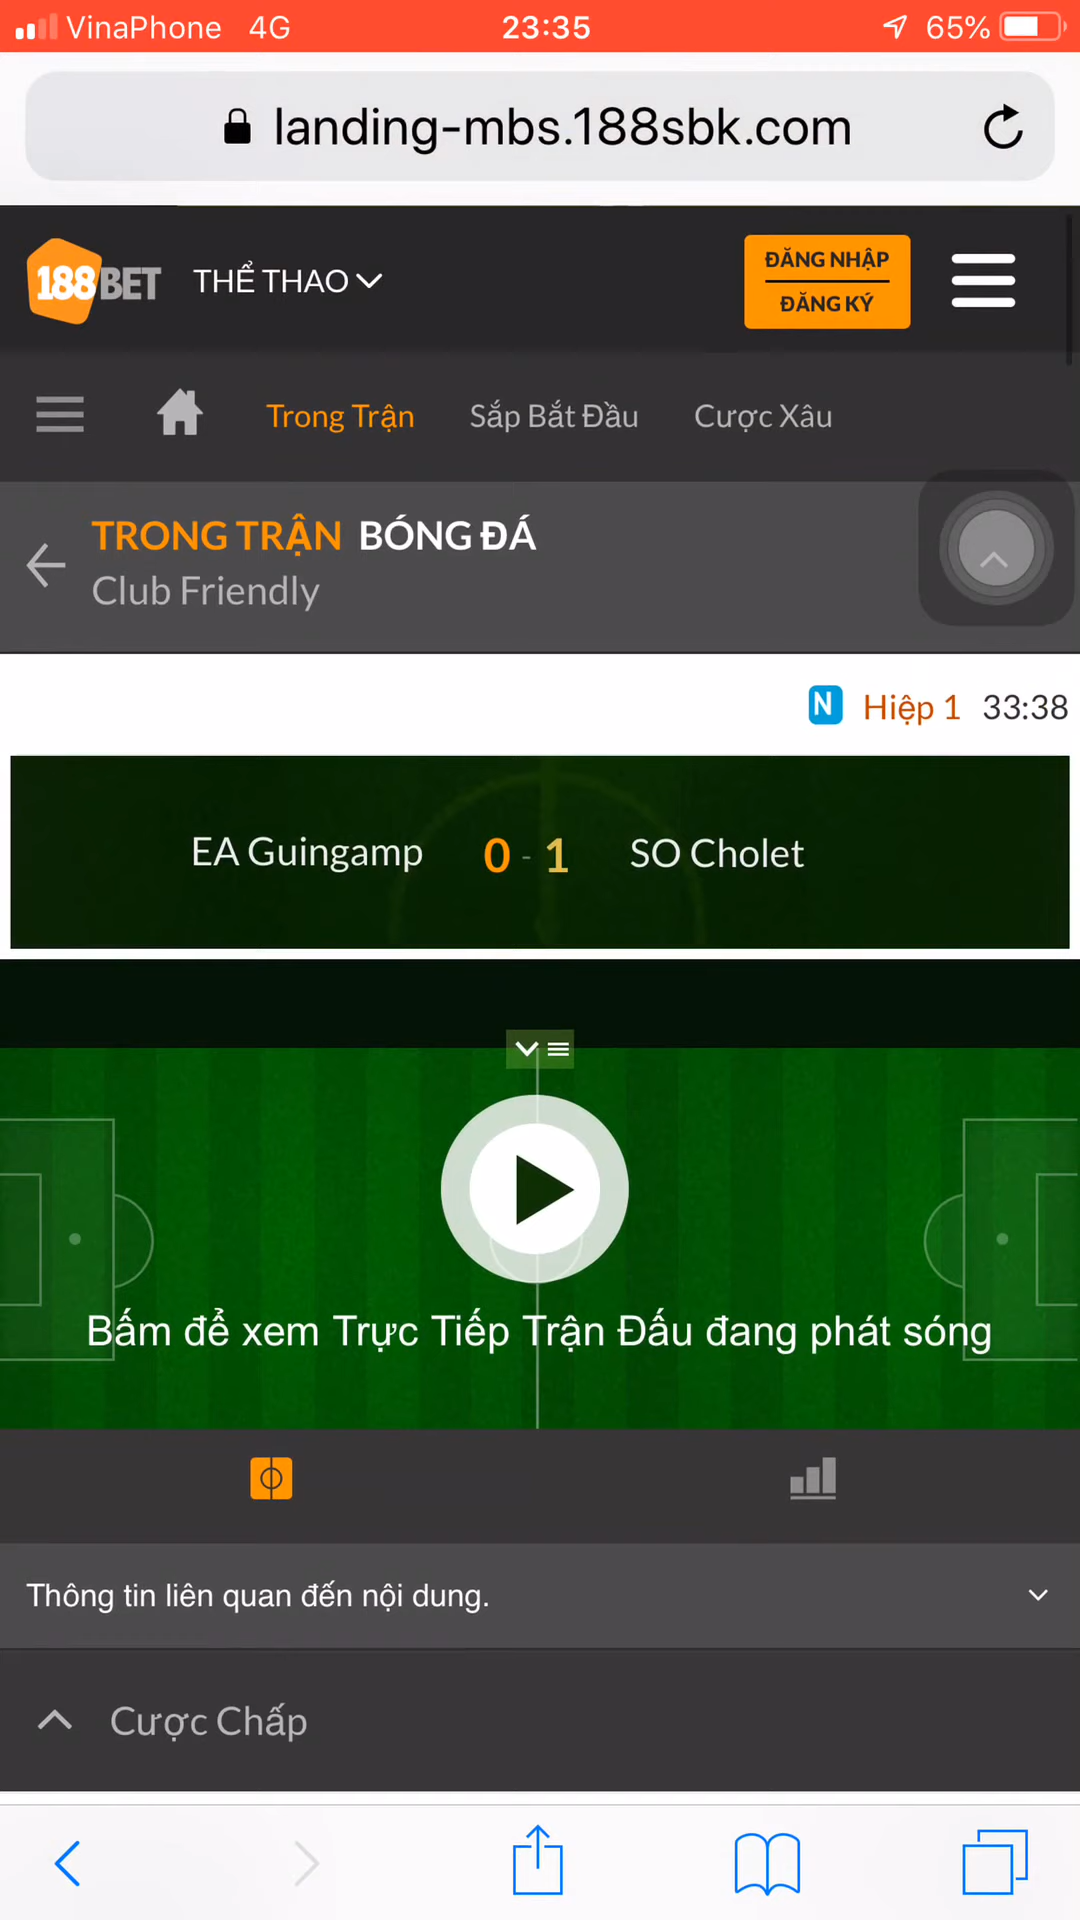 VinaPhone 4G 23:35 65%
landing-mbs.188sbk.com
188BET THỂ THAO ĐĂNG NHẬP
ĐĂNG KÝ
Trong Trận Sắp Bắt Đầu Cược Xâu
TRONG TRẬN BÓNG ĐÁ
Club Friendly
N Hiệp 1 33:38
EA Guingamp 0 - 1 SO Cholet
Bấm để xem Trực Tiếp Trận Đấu đang phát sóng
Thông tin liên quan đến nội dung.
Cược Chấp